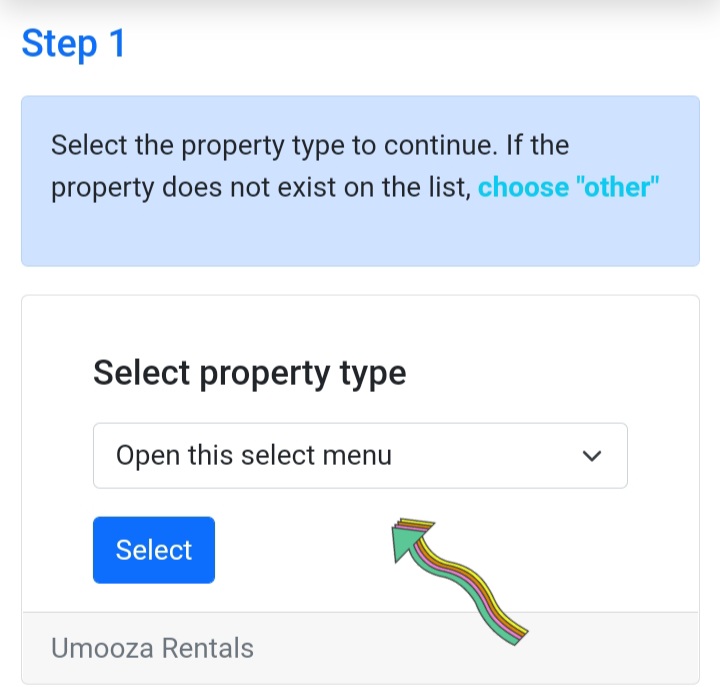 Step 1
Select the property type to continue. If the
property does not exist on the list, choose "other"
Select property type
Open this select menu
Select
Umooza Rentals